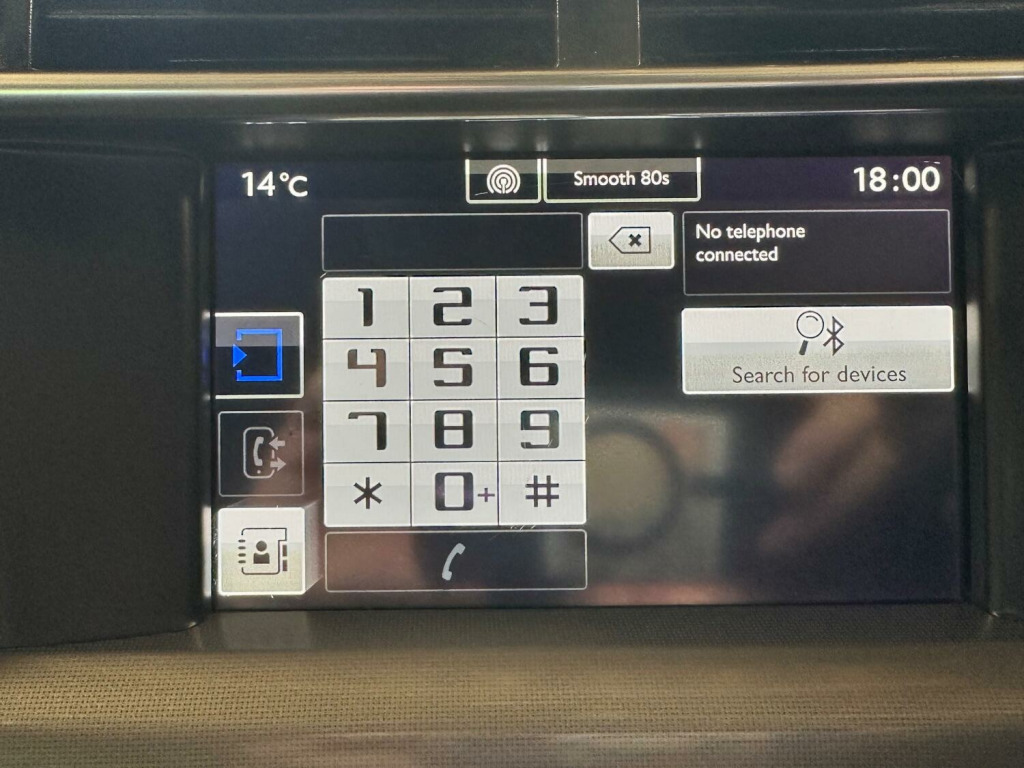 14°C
Smooth 80s
18:00
No telephone
connected
1 2 3
4 5 6
7 8 9
* 0+ #
Search for devices